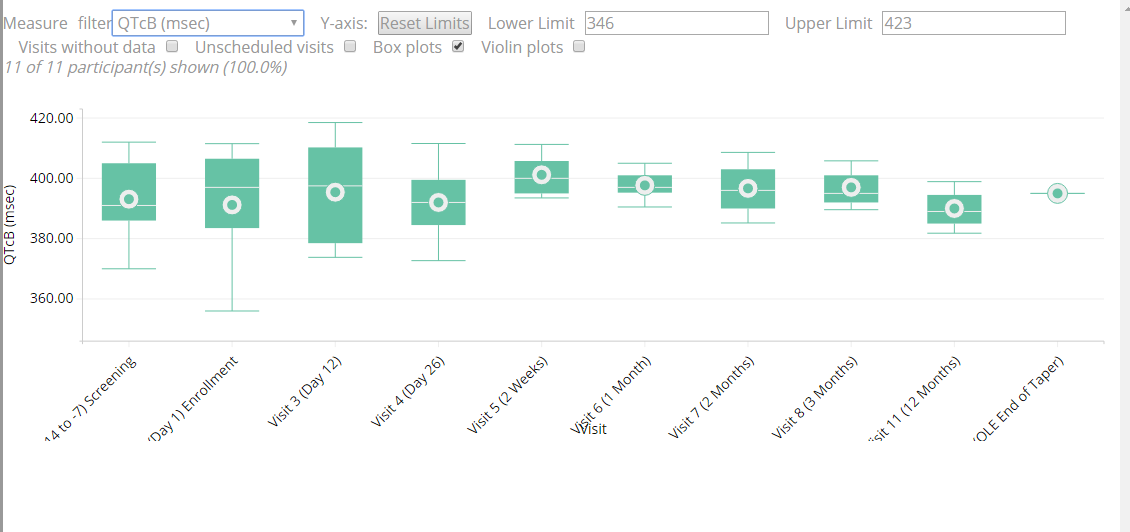 Measure filter QTcB (msec) Y-axis: Reset Limits Lower Limit 346 Upper Limit 423
Visits without data Unscheduled visits Box plots Violin plots
11 of 11 participant(s) shown (100.0%)
420.00
400.00
380.00
360.00
QTcB (msec)
14 to -7) Screening
(Day 1) Enrollment
Visit 3 (Day 12)
Visit 4 (Day 26)
Visit 5 (2 Weeks)
Visit 6 (1 Month)
Visit 7 (2 Months)
Visit 8 (3 Months)
isit 11 (12 Months)
(OLE End of Taper)
Visit